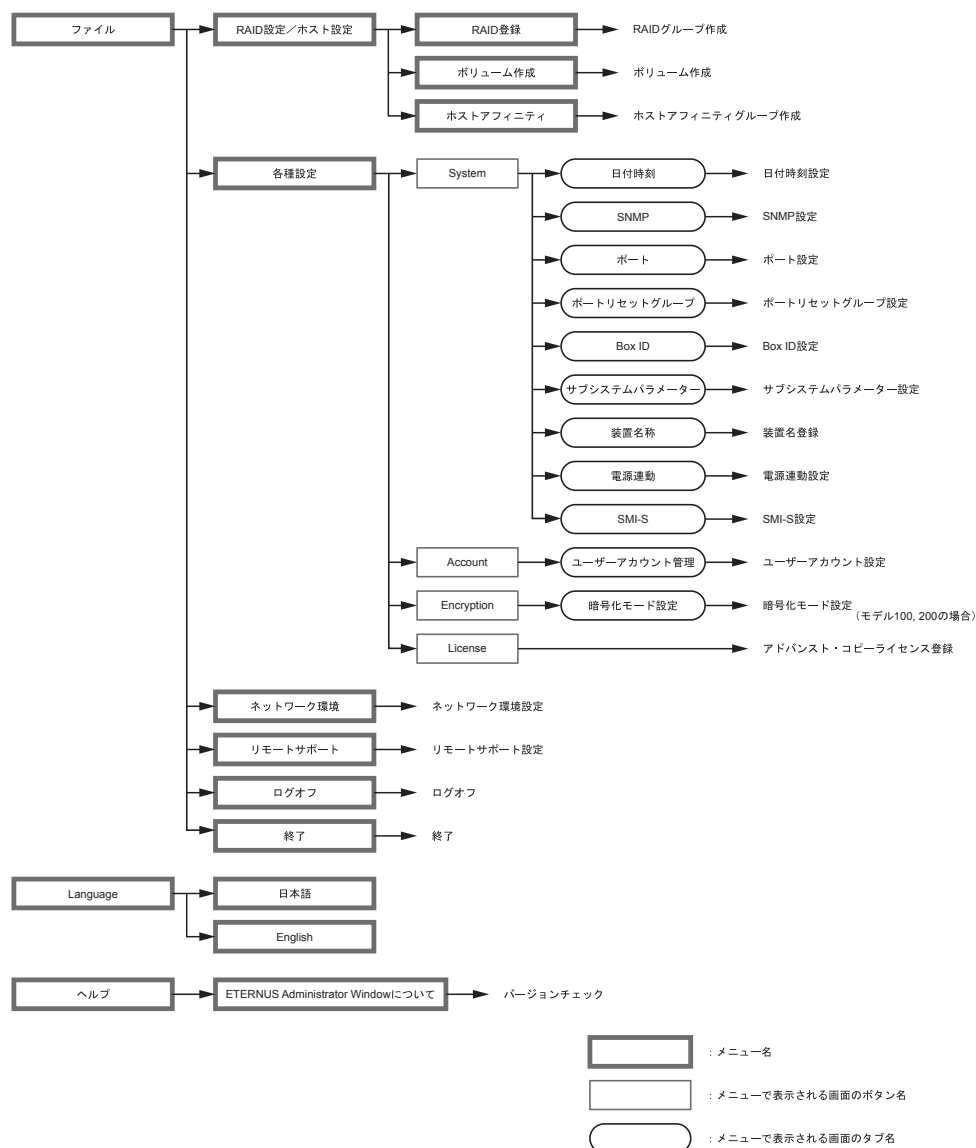 ファイル
RAID設定／ホスト設定
RAID登録
RAIDグループ作成
ボリューム作成
ボリューム作成
ホストアフィニティ
ホストアフィニティグループ作成
各種設定
System
日付時刻
日付時刻設定
SNMP
SNMP設定
ポート
ポート設定
ポートリセットグループ
ポートリセットグループ設定
Box ID
Box ID設定
サブシステムパラメーター
サブシステムパラメーター設定
装置名称
装置名登録
電源連動
電源連動設定
SMI-S
SMI-S設定
Account
ユーザーアカウント管理
ユーザーアカウント設定
Encryption
暗号化モード設定
暗号化モード設定
（モデル100, 200の場合）
License
アドバンスト・コピーライセンス登録
ネットワーク環境
ネットワーク環境設定
リモートサポート
リモートサポート設定
ログオフ
ログオフ
終了
終了
Language
日本語
English
ヘルプ
ETERNUS Administrator Windowについて
バージョンチェック
: メニュー名
: メニューで表示される画面のボタン名
: メニューで表示される画面のタブ名